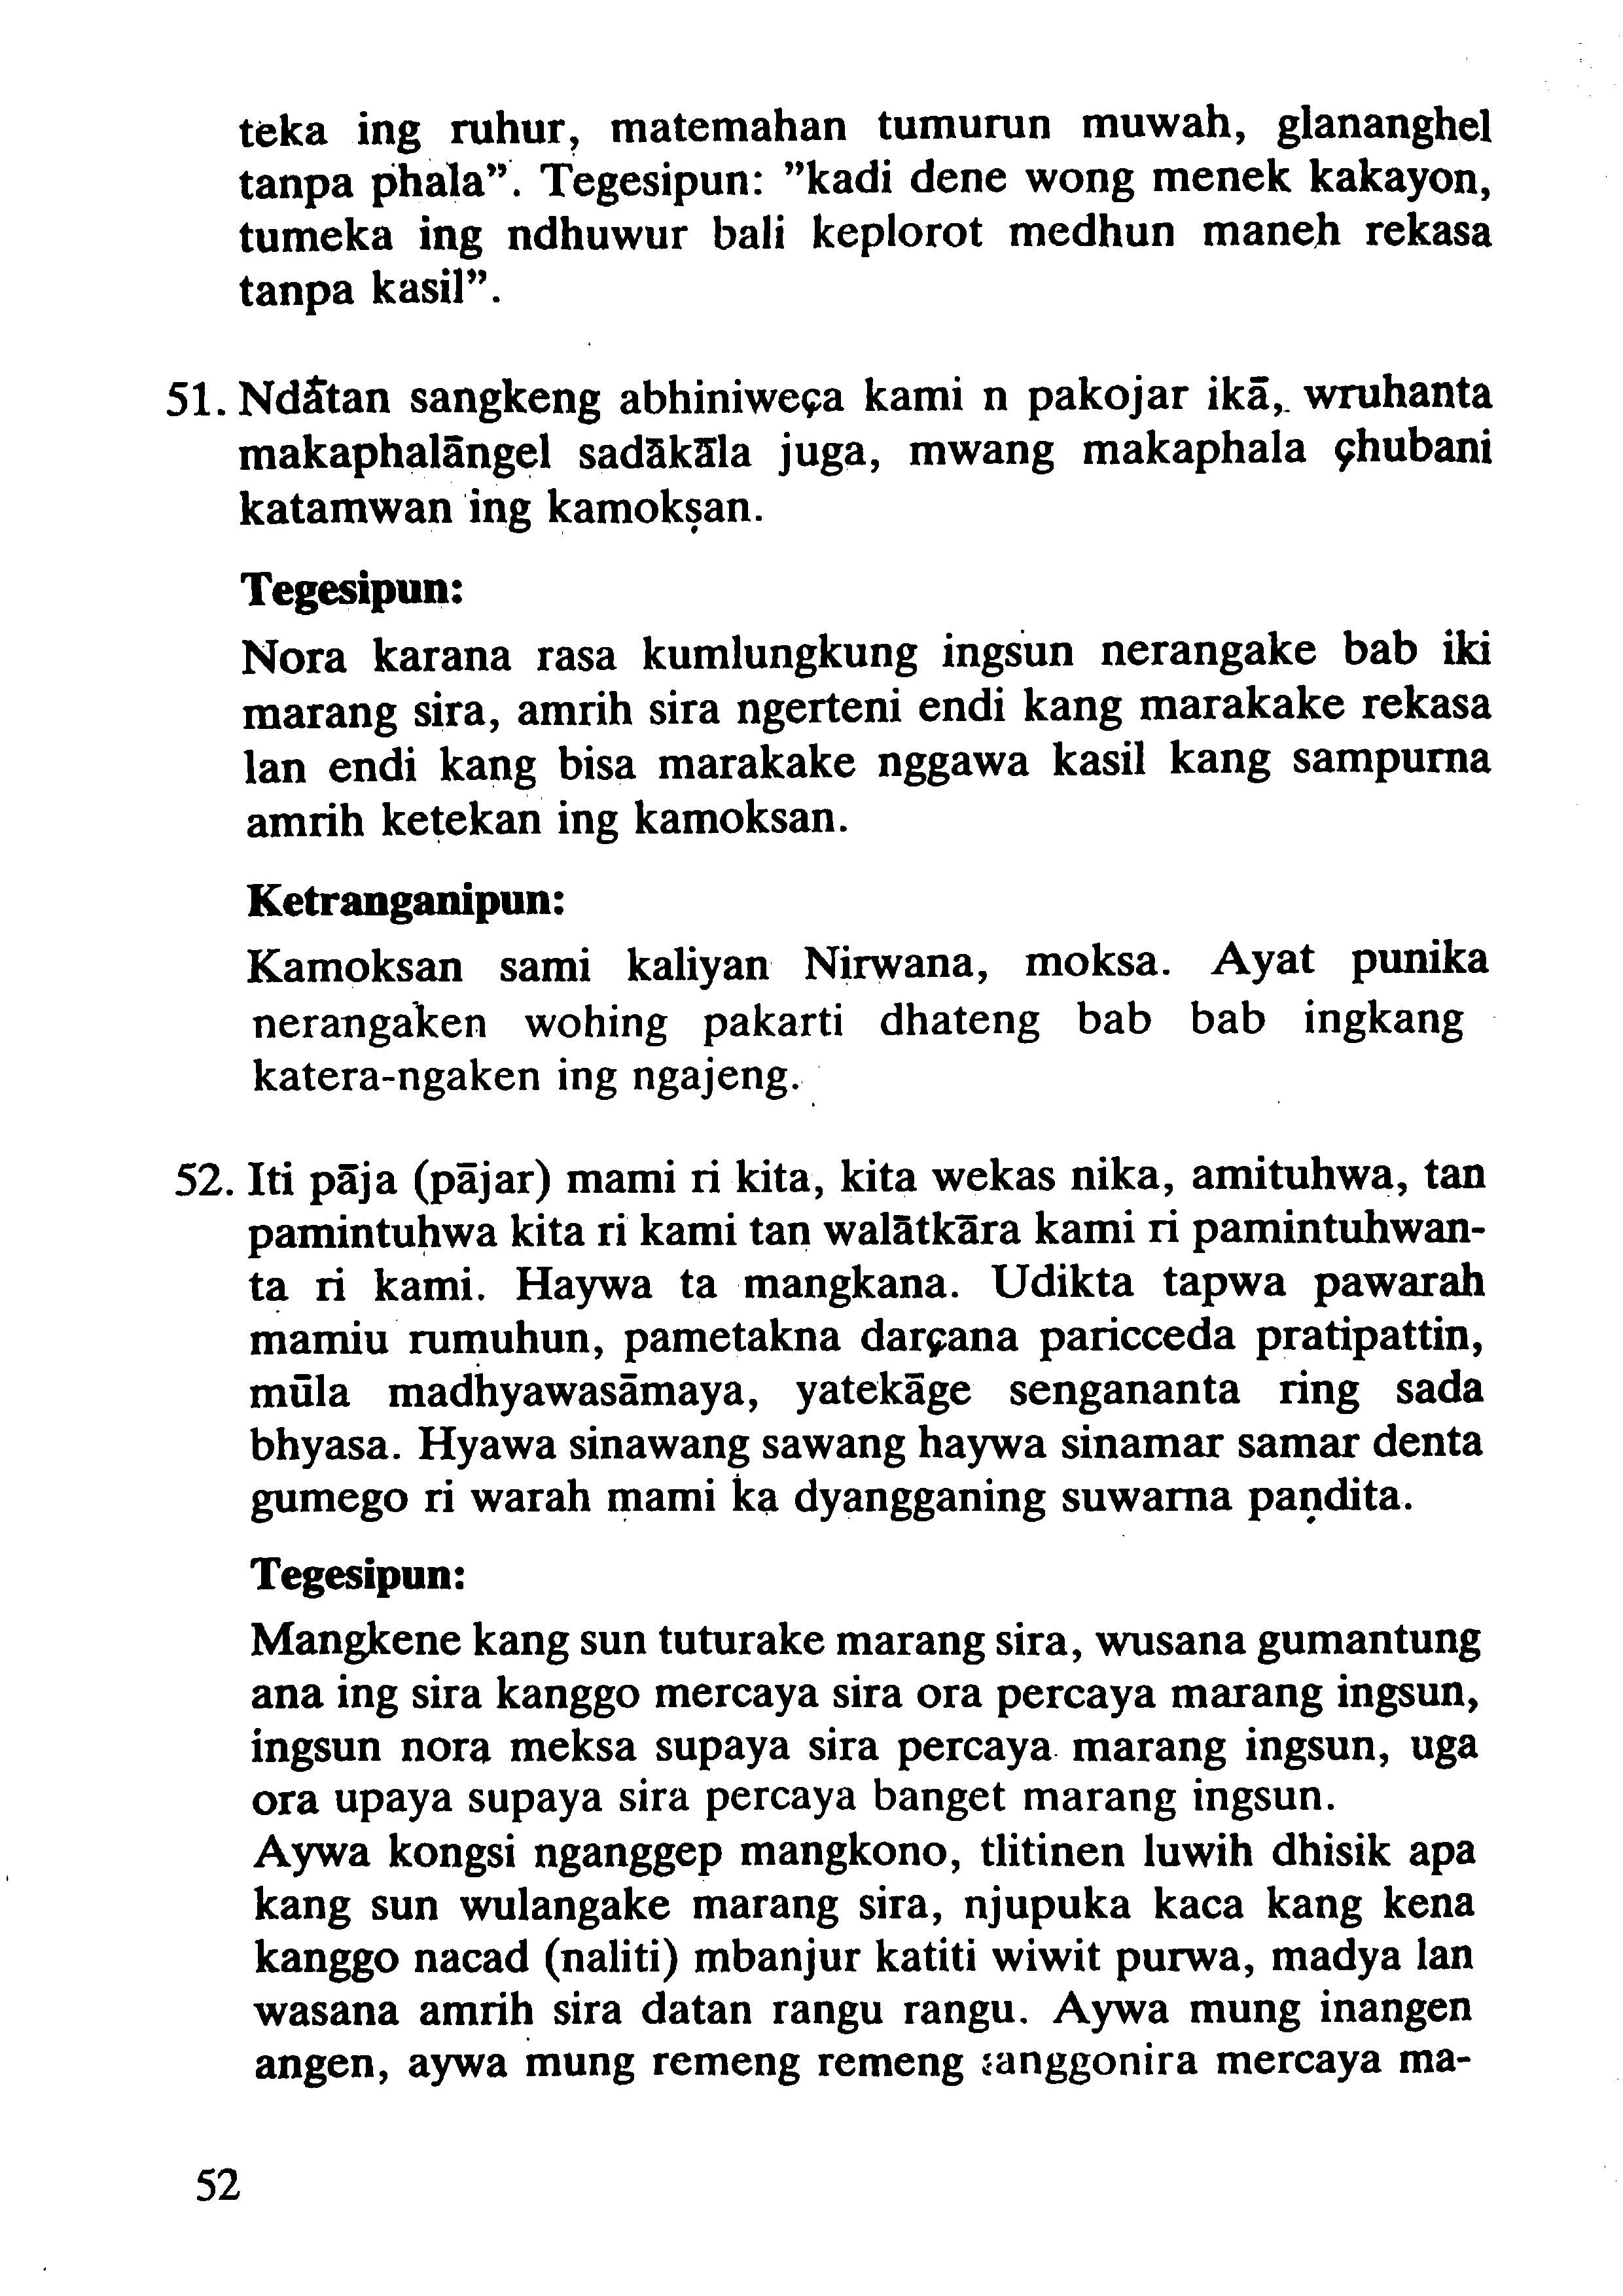 teka ing ruhur, matemahan tumurun muwah, glananghel
tanpa phala”. Tegesipun: ”kadi dene wong menek kakayon,
tumeka ing ndhuwur bali keplorot medhun maneh rekasa
tanpa kasil”.
51. Ndātan sangkeng abhiniweça kami n pakojar ikā, wruhanta
makaphalāngel sadākāla juga, mwang makaphala çhubani
katamwan ing kamokṣan.
Tegesipun:
Nora karana rasa kumlungkung ingsun nerangake bab iki
marang sira, amrih sira ngerteni endi kang marakake rekasa
lan endi kang bisa marakake nggawa kasil kang sampurna
amrih ketekan ing kamoksan.
Ketranganipun:
Kamoksan sami kaliyan Nirwana, moksa. Ayat punika
nerangaken wohing pakarti dhateng bab bab ingkang
katera-ngaken ing ngajeng.
52. Iti pāja (pājar) mami ri kita, kita wekas nika, amituhwa, tan
pamintuhwa kita ri kami tan walātkāra kami ri pamintuhwan-
ta ri kami. Haywa ta mangkana. Udikta tapwa pawarah
mamiu rumuhun, pametakna darçana paricceda pratipattin,
mūla madhyawasāmaya, yatekāge sengananta ring sada
bhyasa. Hyawa sinawang sawang haywa sinamar samar denta
gumego ri warah mami ka dyangganing suwarna paṇdita.
Tegesipun:
Mangkene kang sun tuturake marang sira, wusana gumantung
ana ing sira kanggo mercaya sira ora percaya marang ingsun,
ingsun nora meksa supaya sira percaya marang ingsun, uga
ora upaya supaya sira percaya banget marang ingsun.
Aywa kongsi nganggep mangkono, tlitinen luwih dhisik apa
kang sun wulangake marang sira, njupuka kaca kang kena
kanggo nacad (naliti) mbanjur katiti wiwit purwa, madya lan
wasana amrih sira datan rangu rangu. Aywa mung inangen
angen, aywa mung remeng remeng sanggonira mercaya ma-
52